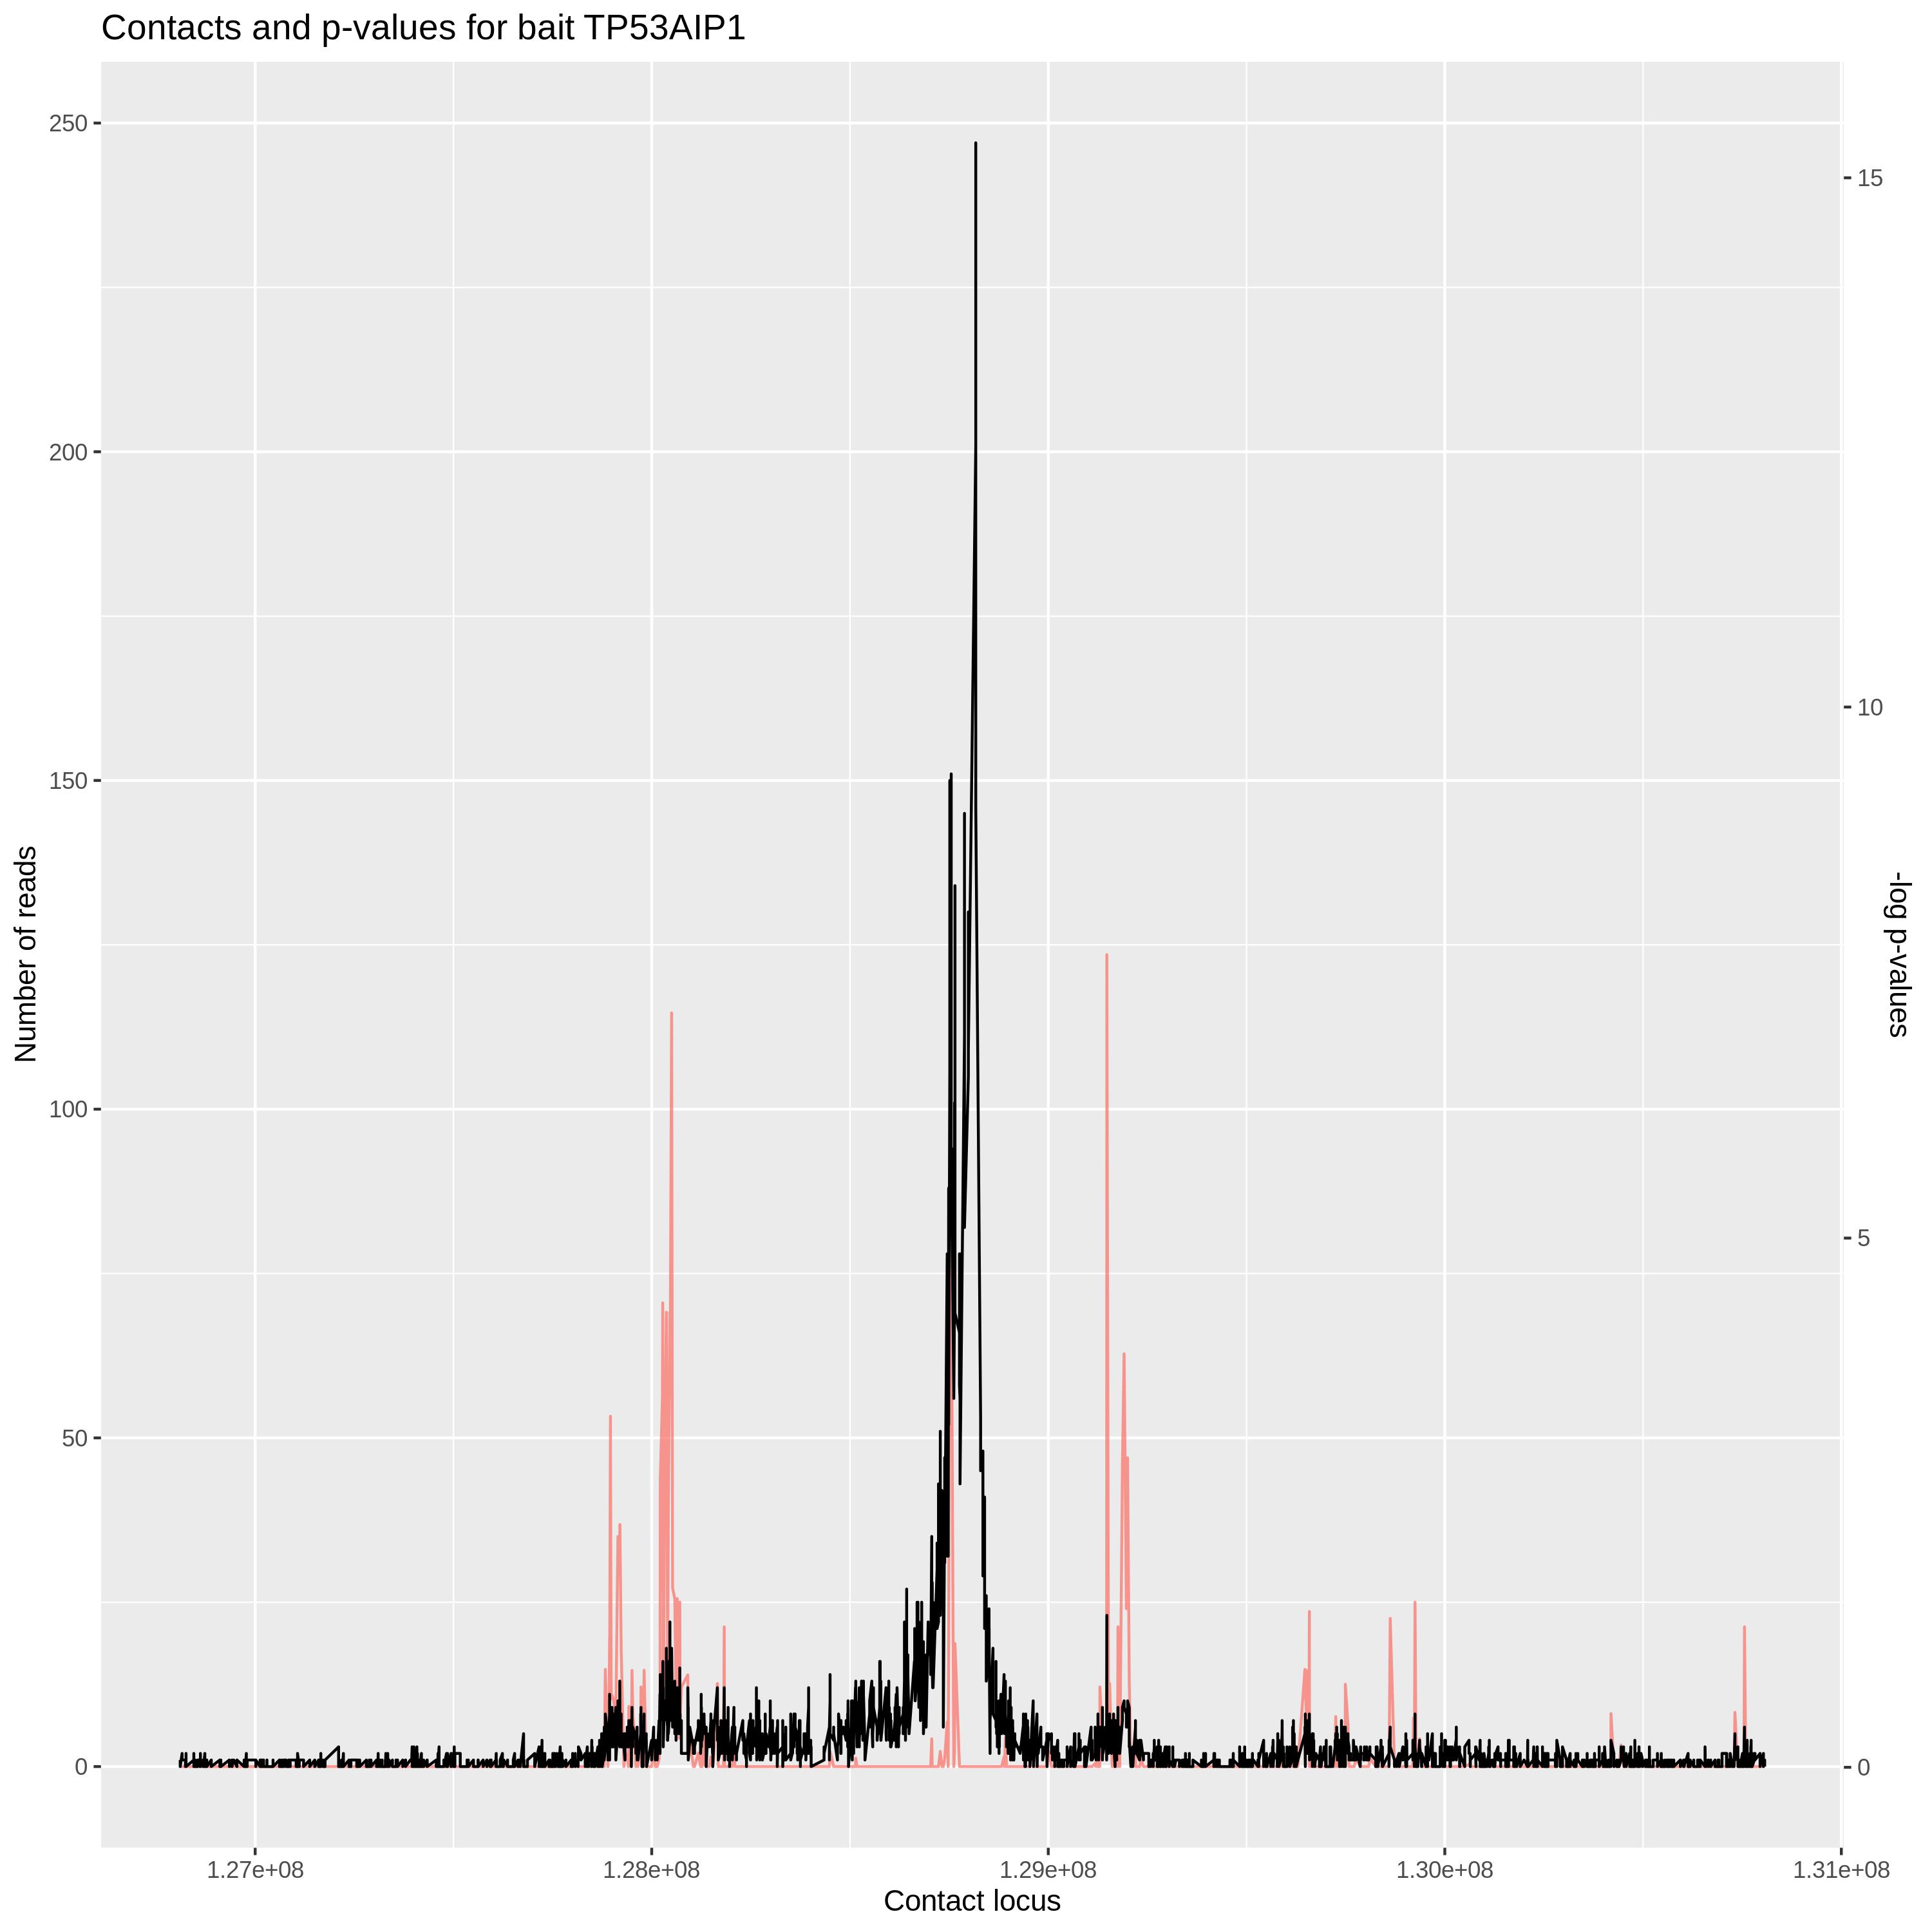 Contacts and p-values for bait TP53AIP1
250
200
150
100
50
0
Number of reads
15
10
5
0
-log p-values
1.27e+08 1.28e+08 1.29e+08 1.30e+08 1.31e+08
Contact locus